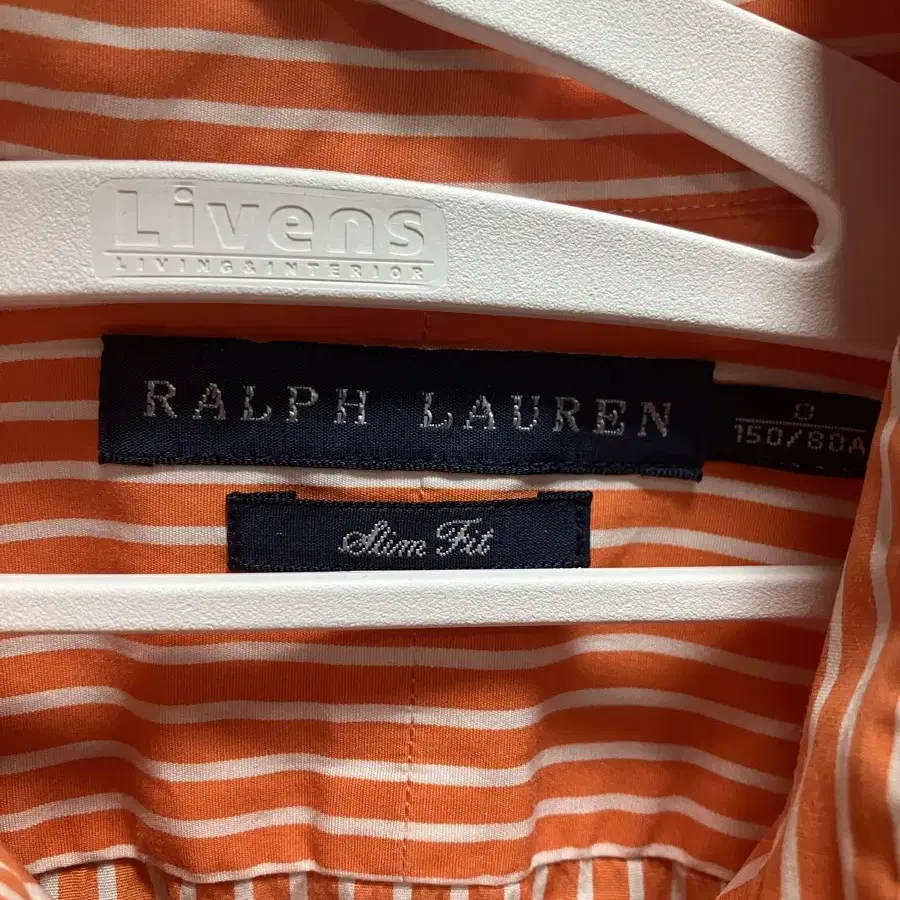 Livens
LIVING&INTERIOR
RALPH LAUREN
0
150/80A
Slim Fit